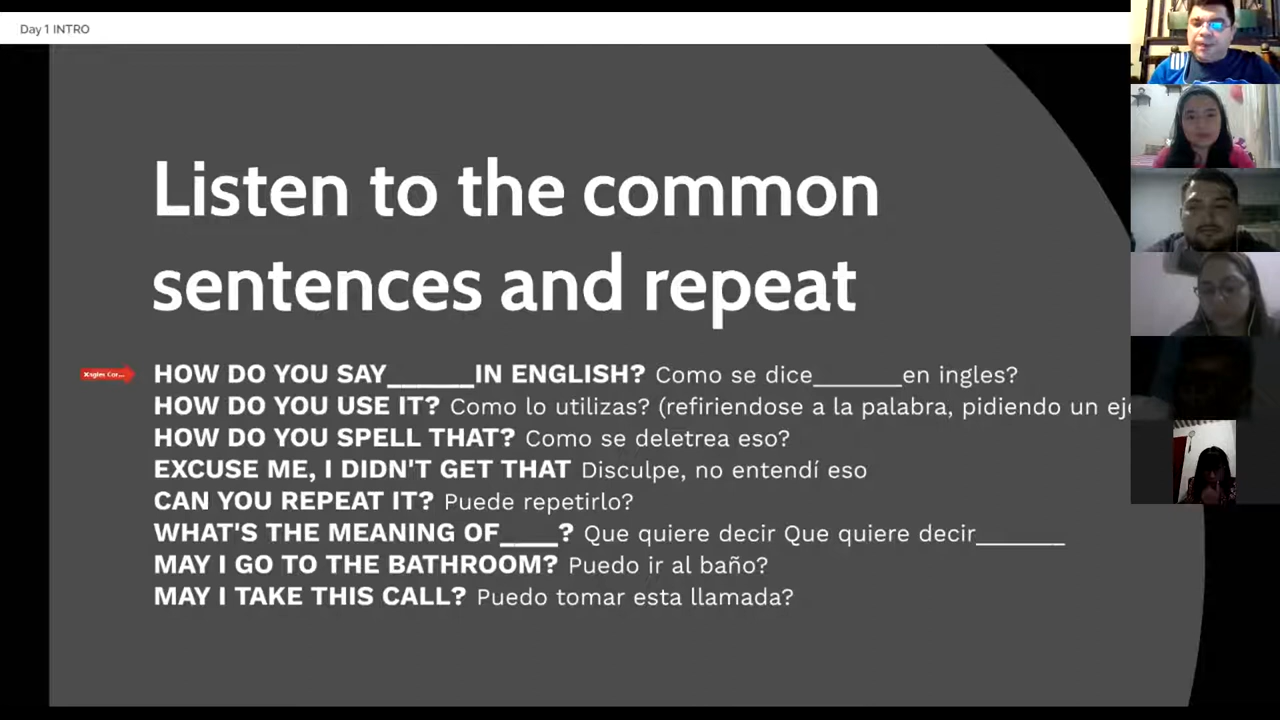 Day 1 INTRO
Listen to the common
sentences and repeat
HOW DO YOU SAY______IN ENGLISH? Como se dice_______en ingles?
HOW DO YOU USE IT? Como lo utilizas? (refiriendose a la palabra, pidiendo un
HOW DO YOU SPELL THAT? Como se deletrea eso?
EXCUSE ME, I DIDN'T GET THAT Disculpe, no entendí eso
CAN YOU REPEAT IT? Puede repetirlo?
WHAT'S THE MEANING OF____? Que quiere decir Que quiere decir_______
MAY I GO TO THE BATHROOM? Puedo ir al baño?
MAY I TAKE THIS CALL? Puedo tomar esta llamada?